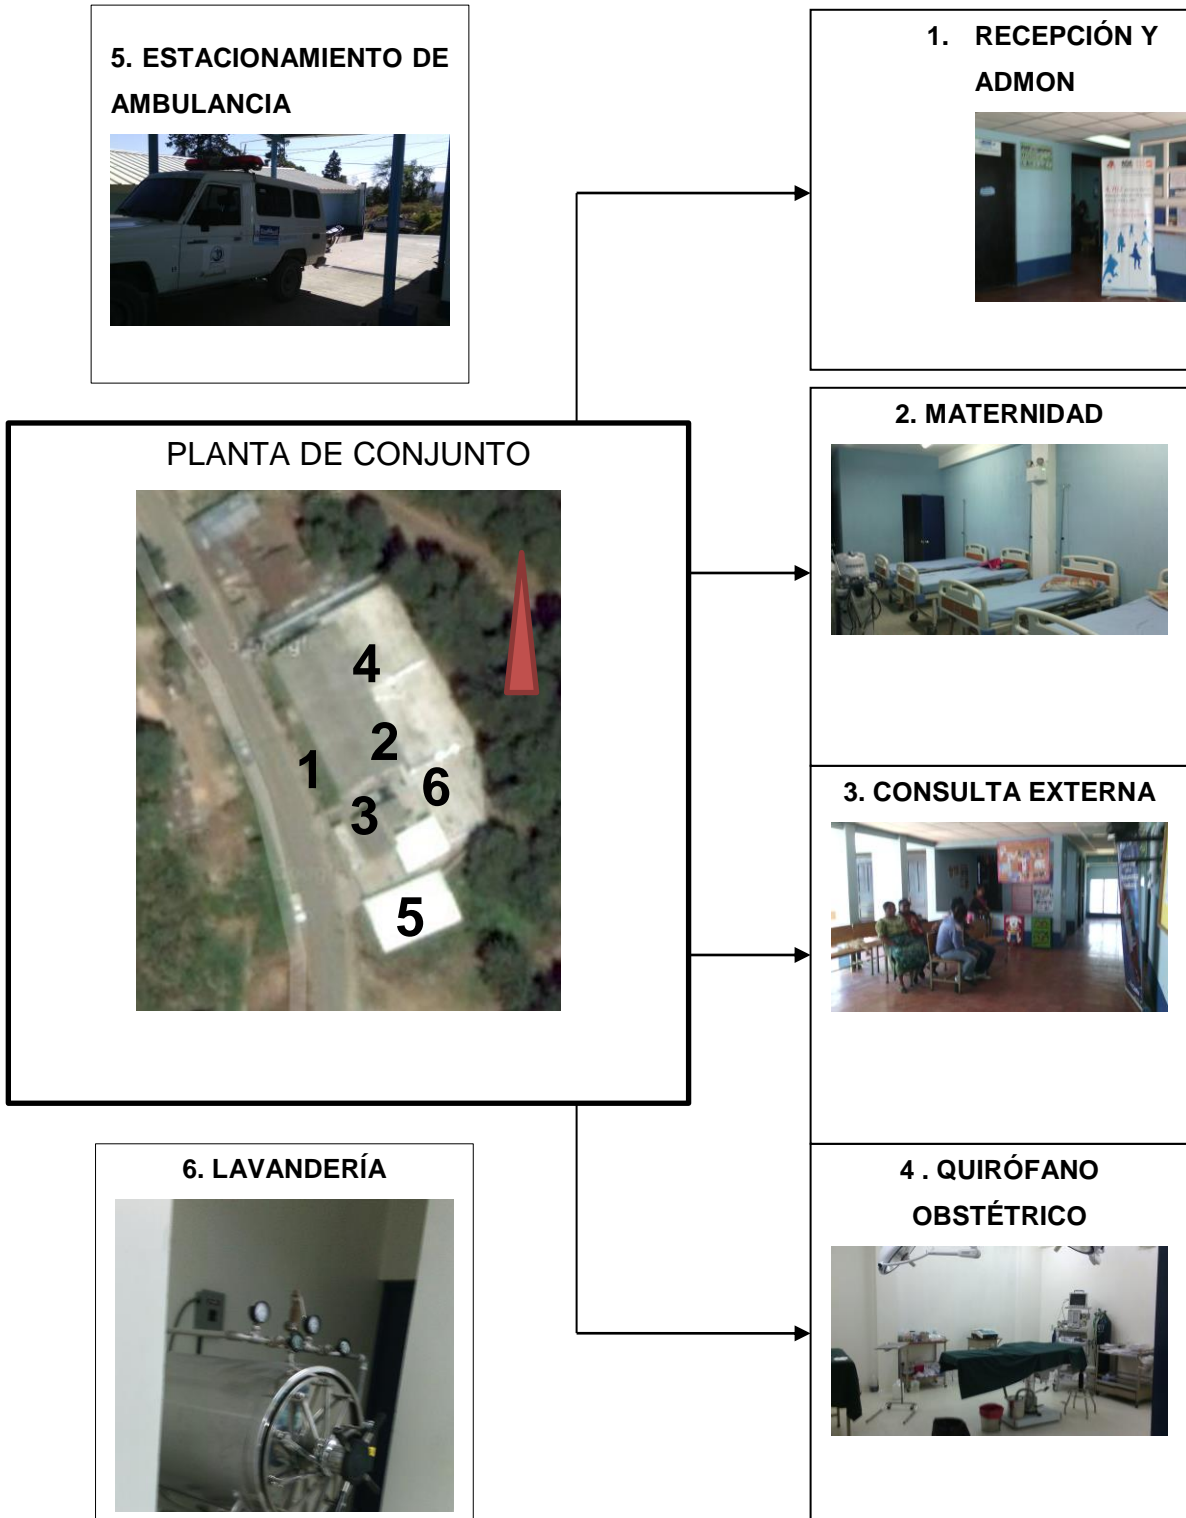 5. ESTACIONAMIENTO DE
AMBULANCIA
1. RECEPCIÓN Y
ADMON
PLANTA DE CONJUNTO
4
2
1
6
3
5
2. MATERNIDAD
3. CONSULTA EXTERNA
6. LAVANDERÍA
4 . QUIRÓFANO
OBSTÉTRICO